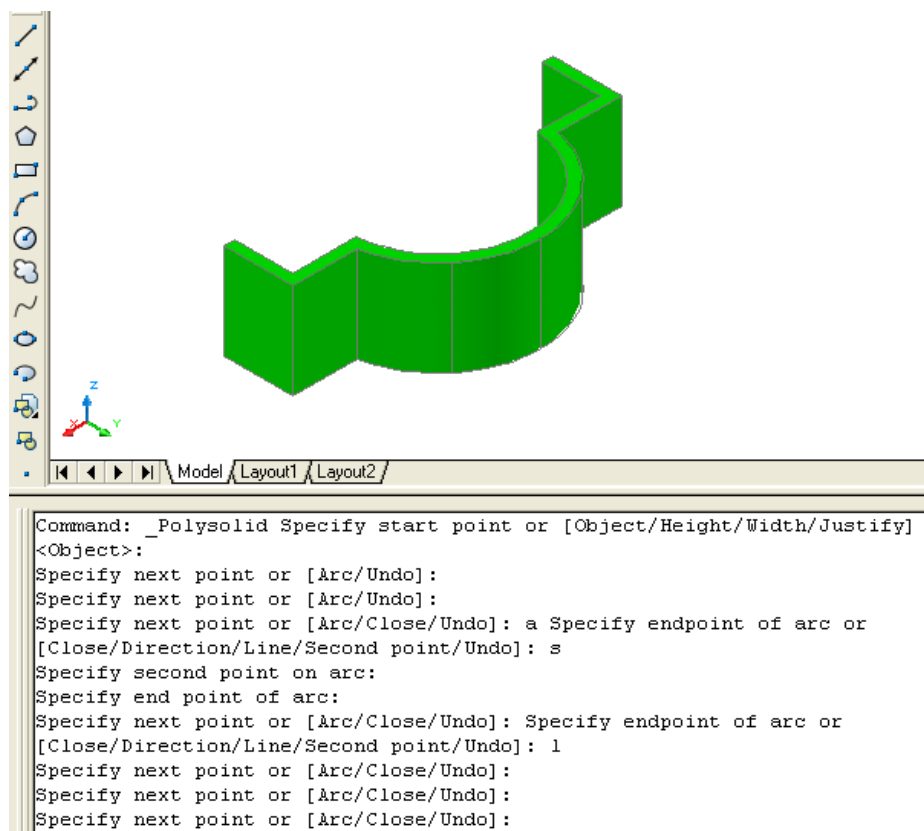 Z
X
Y
Model Layout1 Layout2
Command: _Polysolid Specify start point or [Object/Height/Width/Justify]
<Object>:
Specify next point or [Arc/Undo]:
Specify next point or [Arc/Undo]:
Specify next point or [Arc/Close/Undo]: a Specify endpoint of arc or
[Close/Direction/Line/Second point/Undo]: s
Specify second point on arc:
Specify end point of arc:
Specify next point or [Arc/Close/Undo]: Specify endpoint of arc or
[Close/Direction/Line/Second point/Undo]: l
Specify next point or [Arc/Close/Undo]:
Specify next point or [Arc/Close/Undo]:
Specify next point or [Arc/Close/Undo]: